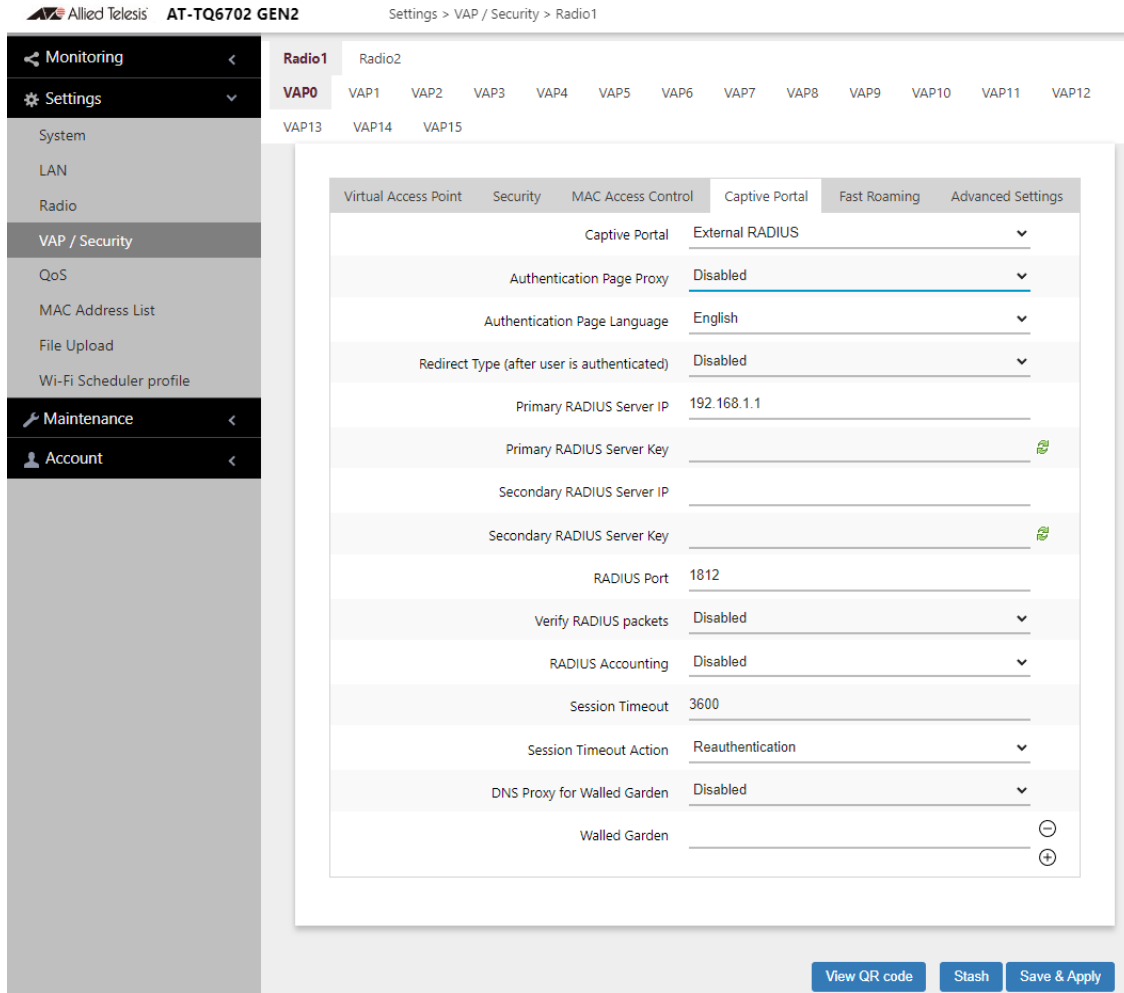 Allied Telesis AT-TQ6702 GEN2 Settings > VAP / Security > Radio1
Monitoring
Settings
System
LAN
Radio
VAP / Security
QoS
MAC Address List
File Upload
Wi-Fi Scheduler profile
Maintenance
Account
Radio1 Radio2
VAP0 VAP1 VAP2 VAP3 VAP4 VAP5 VAP6 VAP7 VAP8 VAP9 VAP10 VAP11 VAP12
VAP13 VAP14 VAP15
Virtual Access Point Security MAC Access Control Captive Portal Fast Roaming Advanced Settings
Captive Portal External RADIUS
Authentication Page Proxy Disabled
Authentication Page Language English
Redirect Type (after user is authenticated) Disabled
Primary RADIUS Server IP 192.168.1.1
Primary RADIUS Server Key
Secondary RADIUS Server IP
Secondary RADIUS Server Key
RADIUS Port 1812
Verify RADIUS packets Disabled
RADIUS Accounting Disabled
Session Timeout 3600
Session Timeout Action Reauthentication
DNS Proxy for Walled Garden Disabled
Walled Garden
View QR code Stash Save & Apply